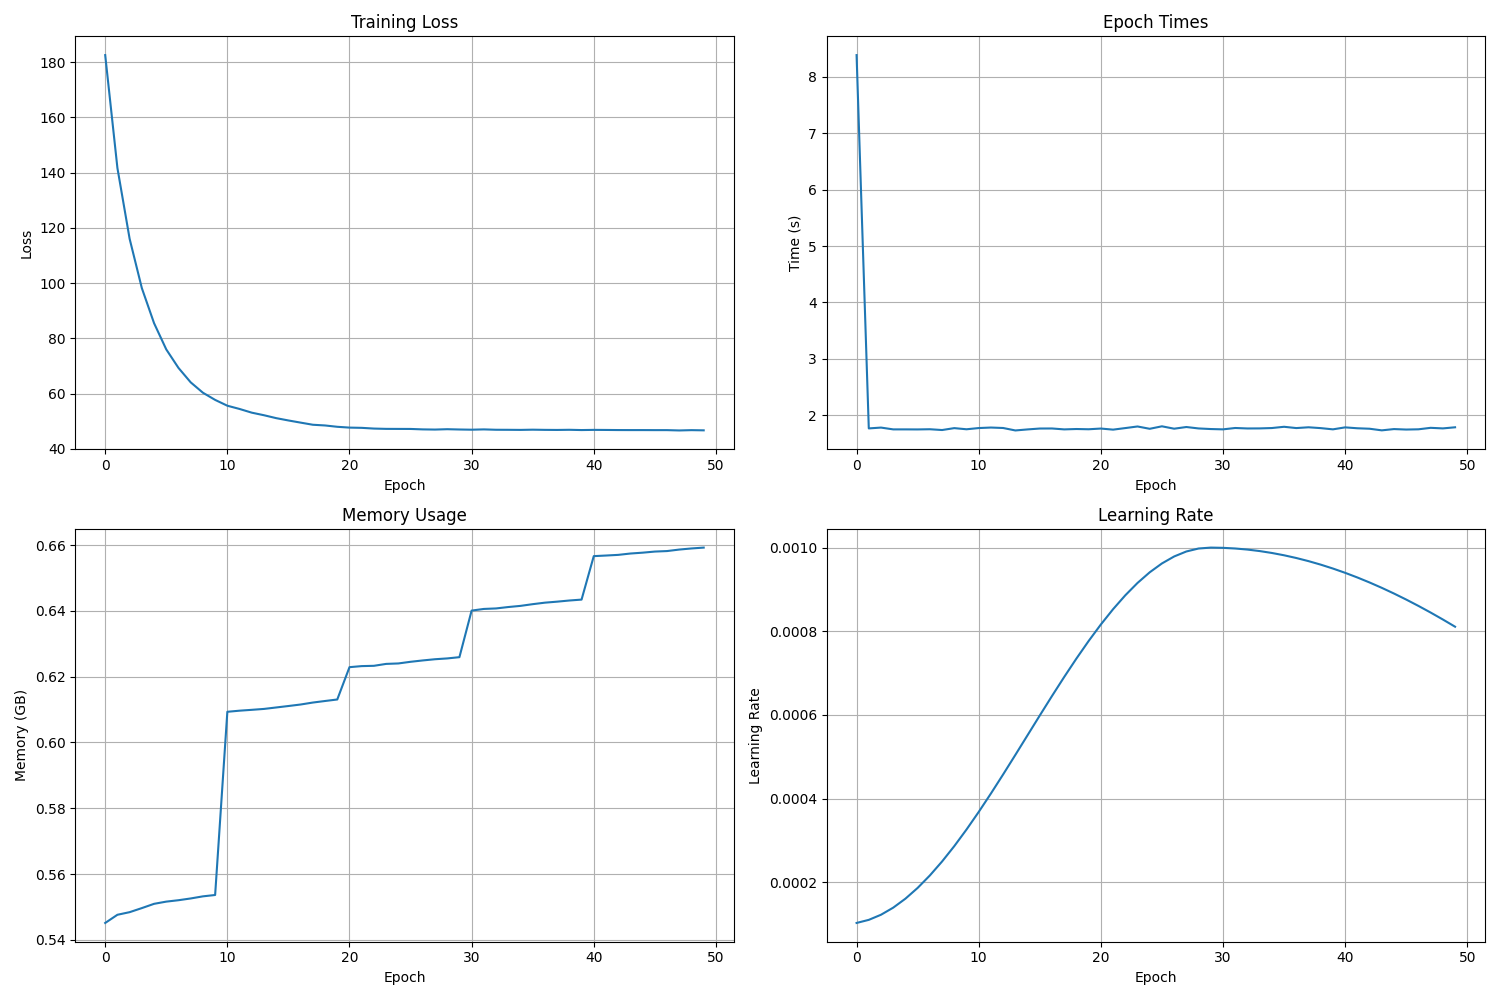 Training Loss
180
160
140
120
100
80
60
40
Loss
0 10 20 30 40 50
Epoch
Epoch Times
8
7
6
5
4
3
2
Time (s)
0 10 20 30 40 50
Epoch
Memory Usage
0.66
0.64
0.62
0.60
0.58
0.56
0.54
Memory (GB)
0 10 20 30 40 50
Epoch
Learning Rate
0.0010
0.0008
0.0006
0.0004
0.0002
Learning Rate
0 10 20 30 40 50
Epoch